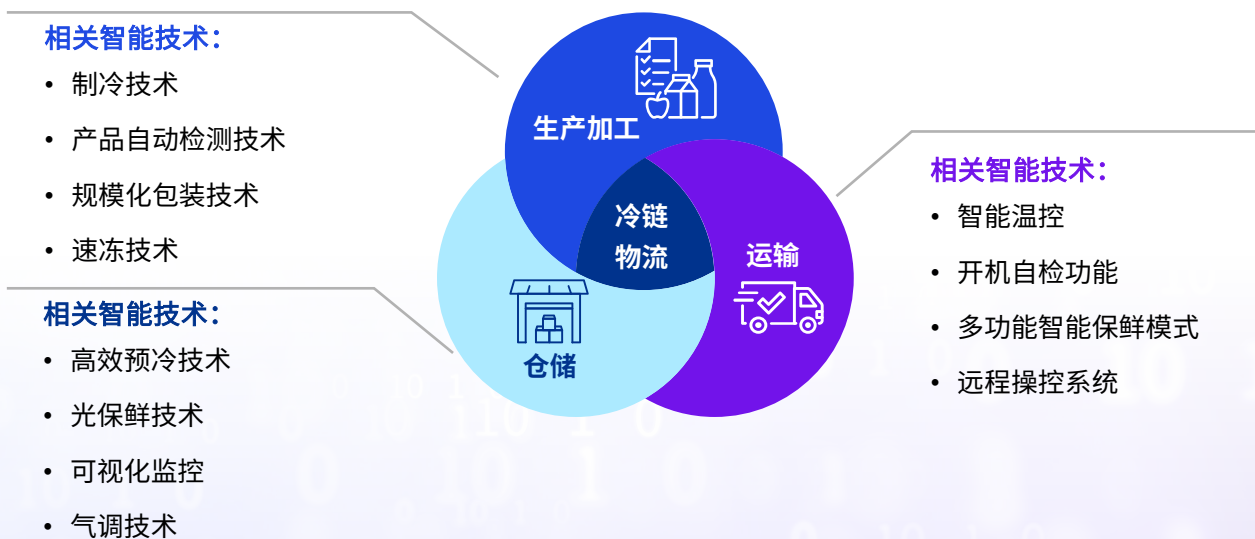 相关智能技术：
• 制冷技术
• 产品自动检测技术
• 规模化包装技术
• 速冻技术
相关智能技术：
• 高效预冷技术
• 光保鲜技术
• 可视化监控
• 气调技术
生产加工
冷链
物流
运输
仓储
相关智能技术：
• 智能温控
• 开机自检功能
• 多功能智能保鲜模式
• 远程操控系统